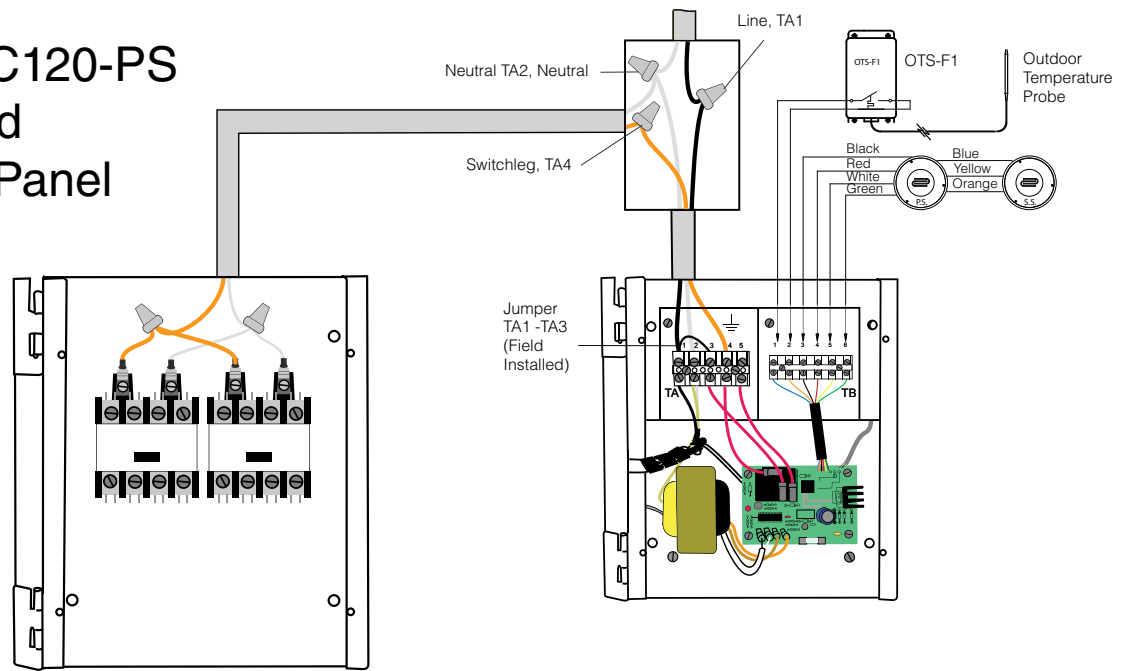 C120-PS
d
Panel
Line, TA1
Neutral TA2, Neutral
Switchleg, TA4
OTS-F1
OTS-F1
Outdoor
Temperature
Probe
Black
Red
White
Green
Blue
Yellow
Orange
P.S.
S.S.
Jumper
TA1 -TA3
(Field
Installed)
1 2 3 4 5
TA
1 2 3 4 5 6
TB